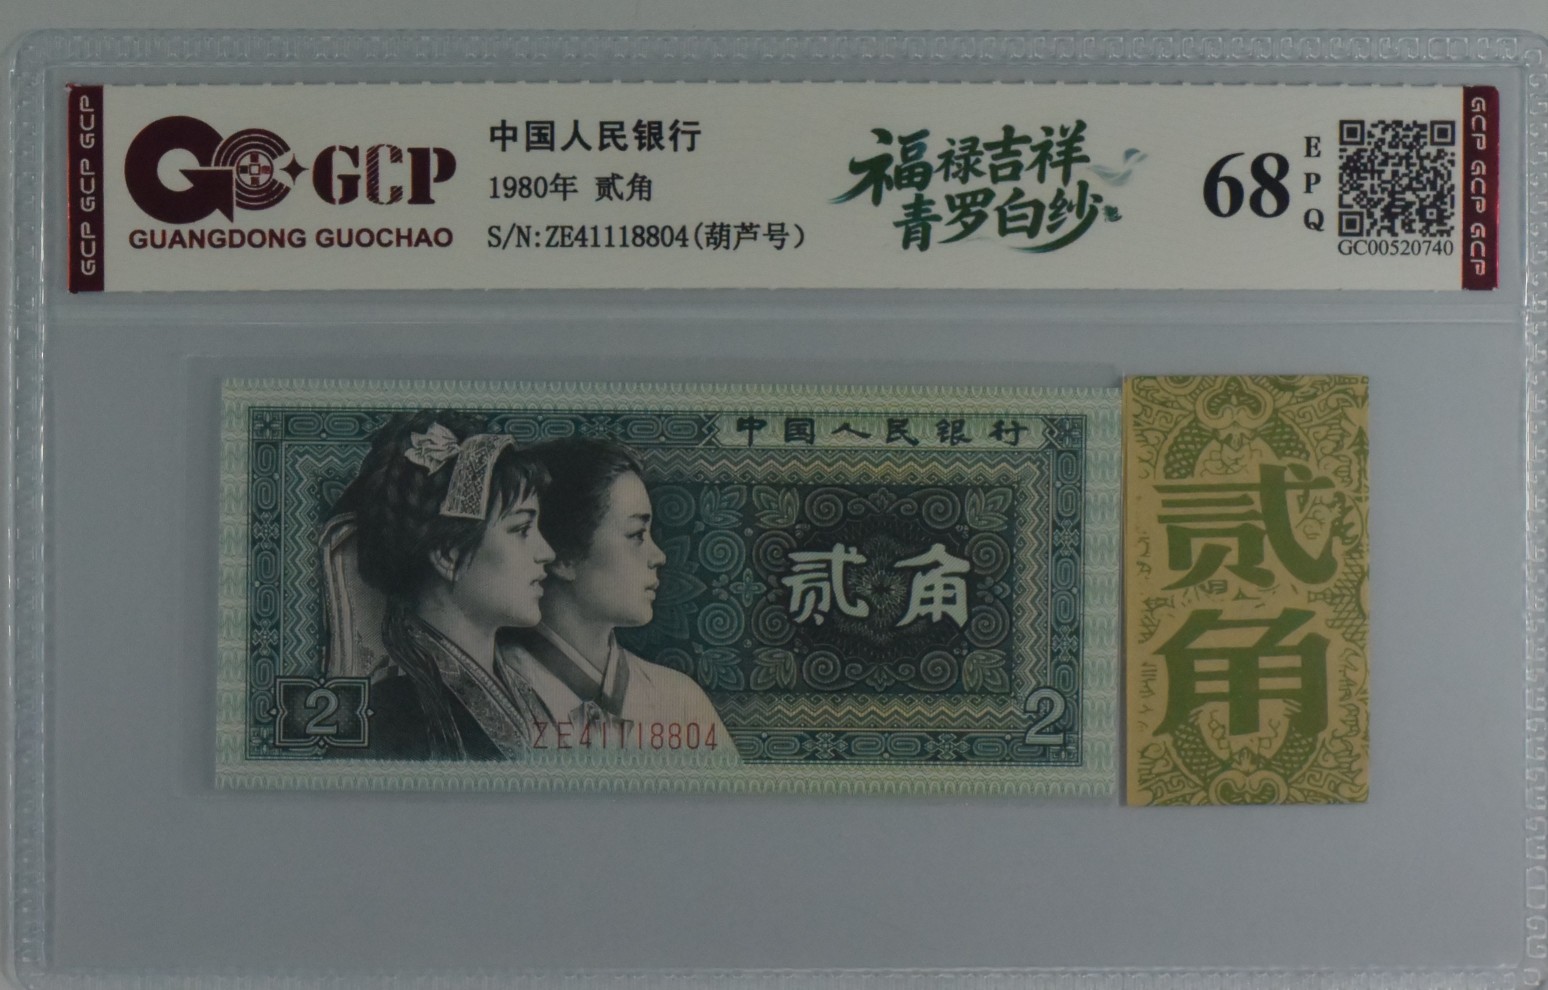 GCP GCP GCP
GCP
GUANGDONG GUOCHAO
中国人民银行
1980年 贰角
S/N:ZE41118804(葫芦号)
福禄吉祥
青罗白纱
68
EPQ
GC00520740
GCP GCP GCP
中国人民银行
贰角
2
2
ZE41118804
贰角